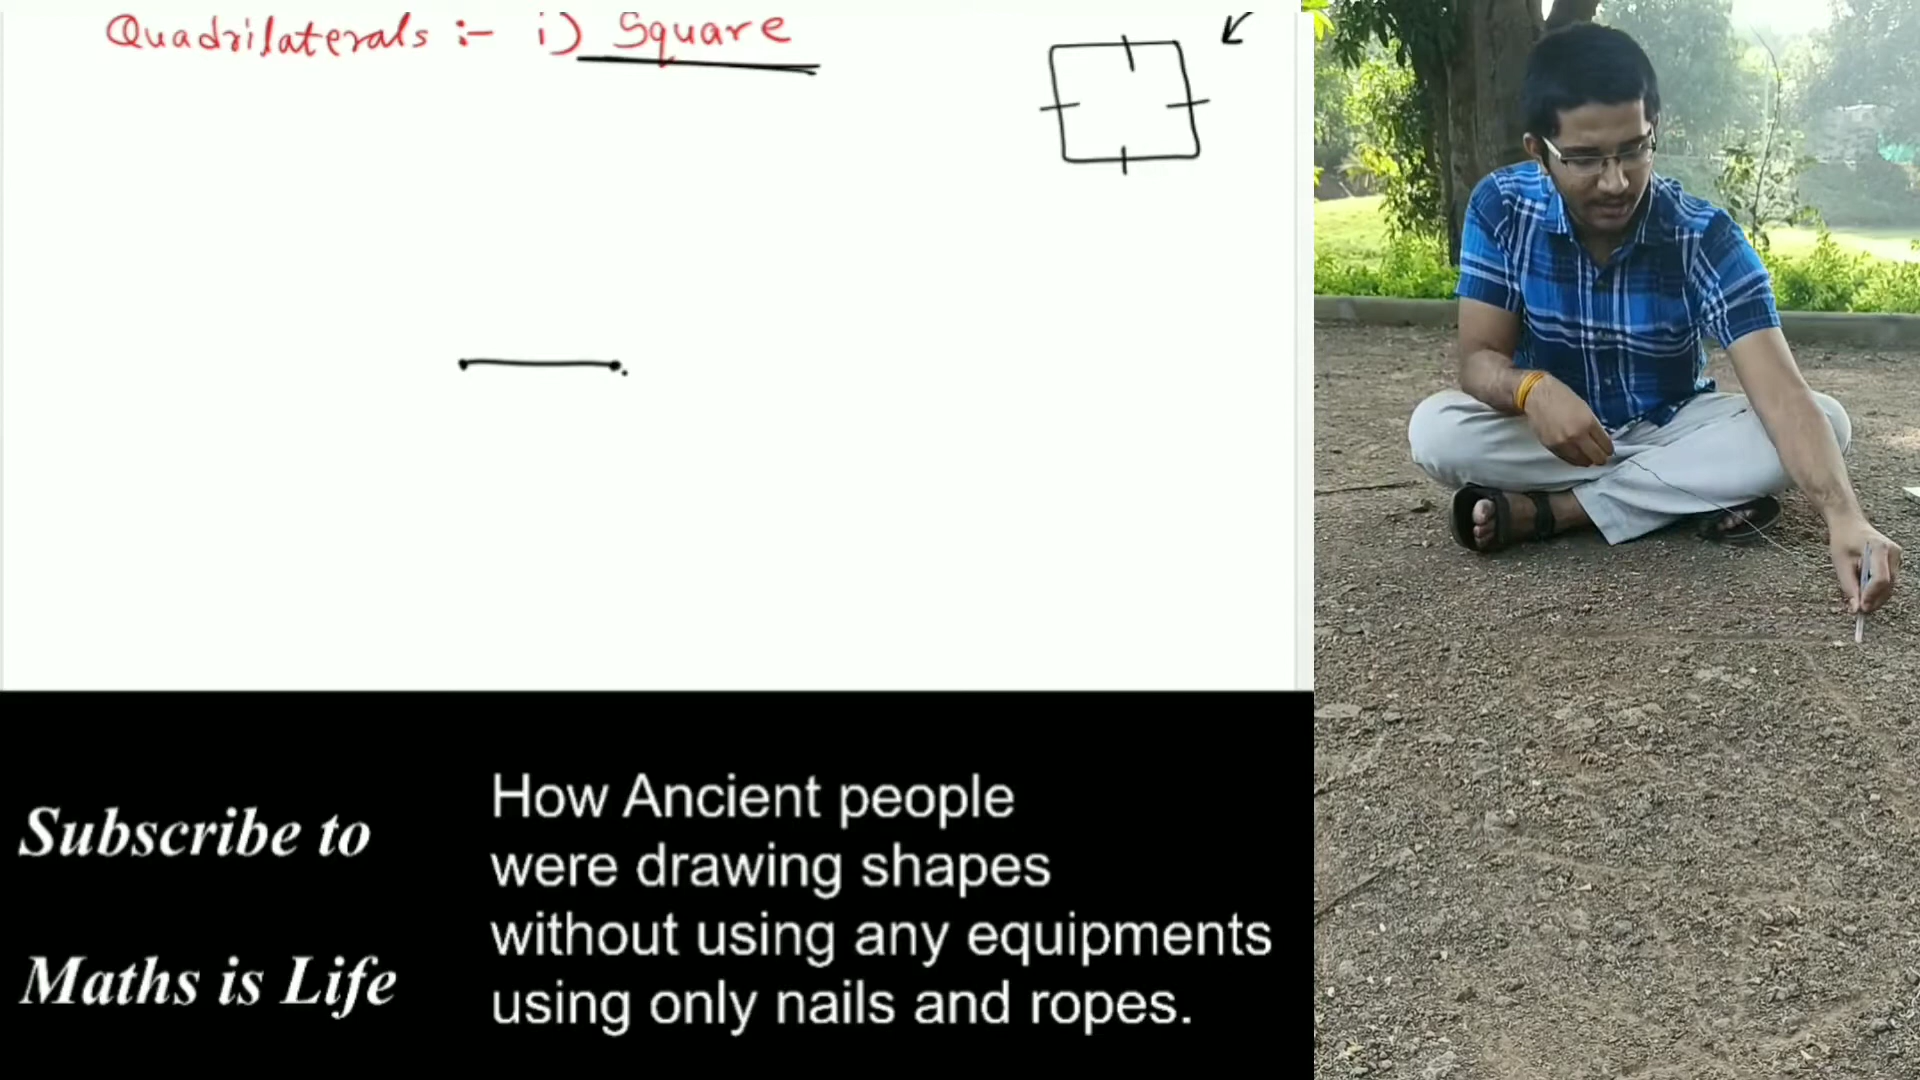 Quadrilaterals :- i) Square
Subscribe to
Maths is Life
How Ancient people
were drawing shapes
without using any equipments
using only nails and ropes.